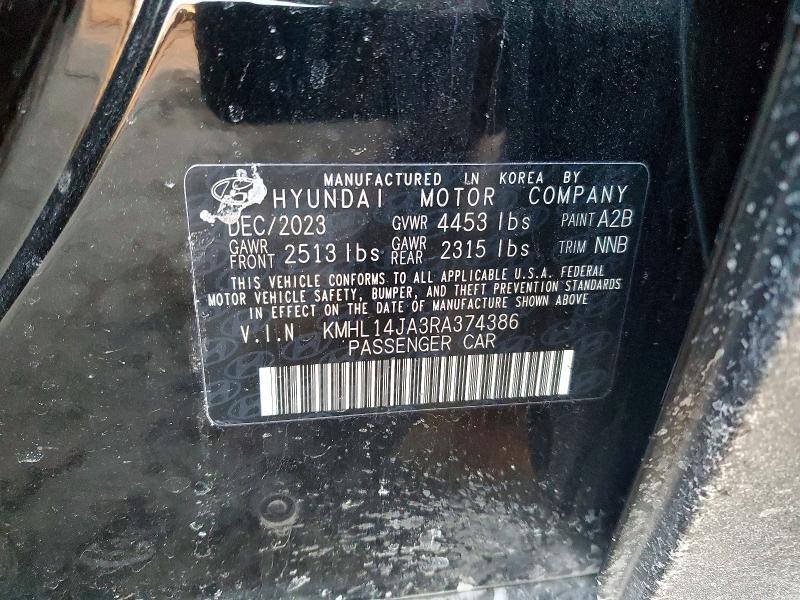 MANUFACTURED IN KOREA BY
HYUNDAI MOTOR COMPANY
DEC/2023 GVWR 4453 lbs PAINT A2B
GAWR FRONT 2513 lbs GAWR REAR 2315 lbs TRIM NNB
THIS VEHICLE CONFORMS TO ALL APPLICABLE U.S.A. FEDERAL
MOTOR VEHICLE SAFETY, BUMPER, AND THEFT PREVENTION STANDARDS
IN EFFECT ON THE DATE OF MANUFACTURE SHOWN ABOVE
V.I.N KMHL14JA3RA374386
PASSENGER CAR